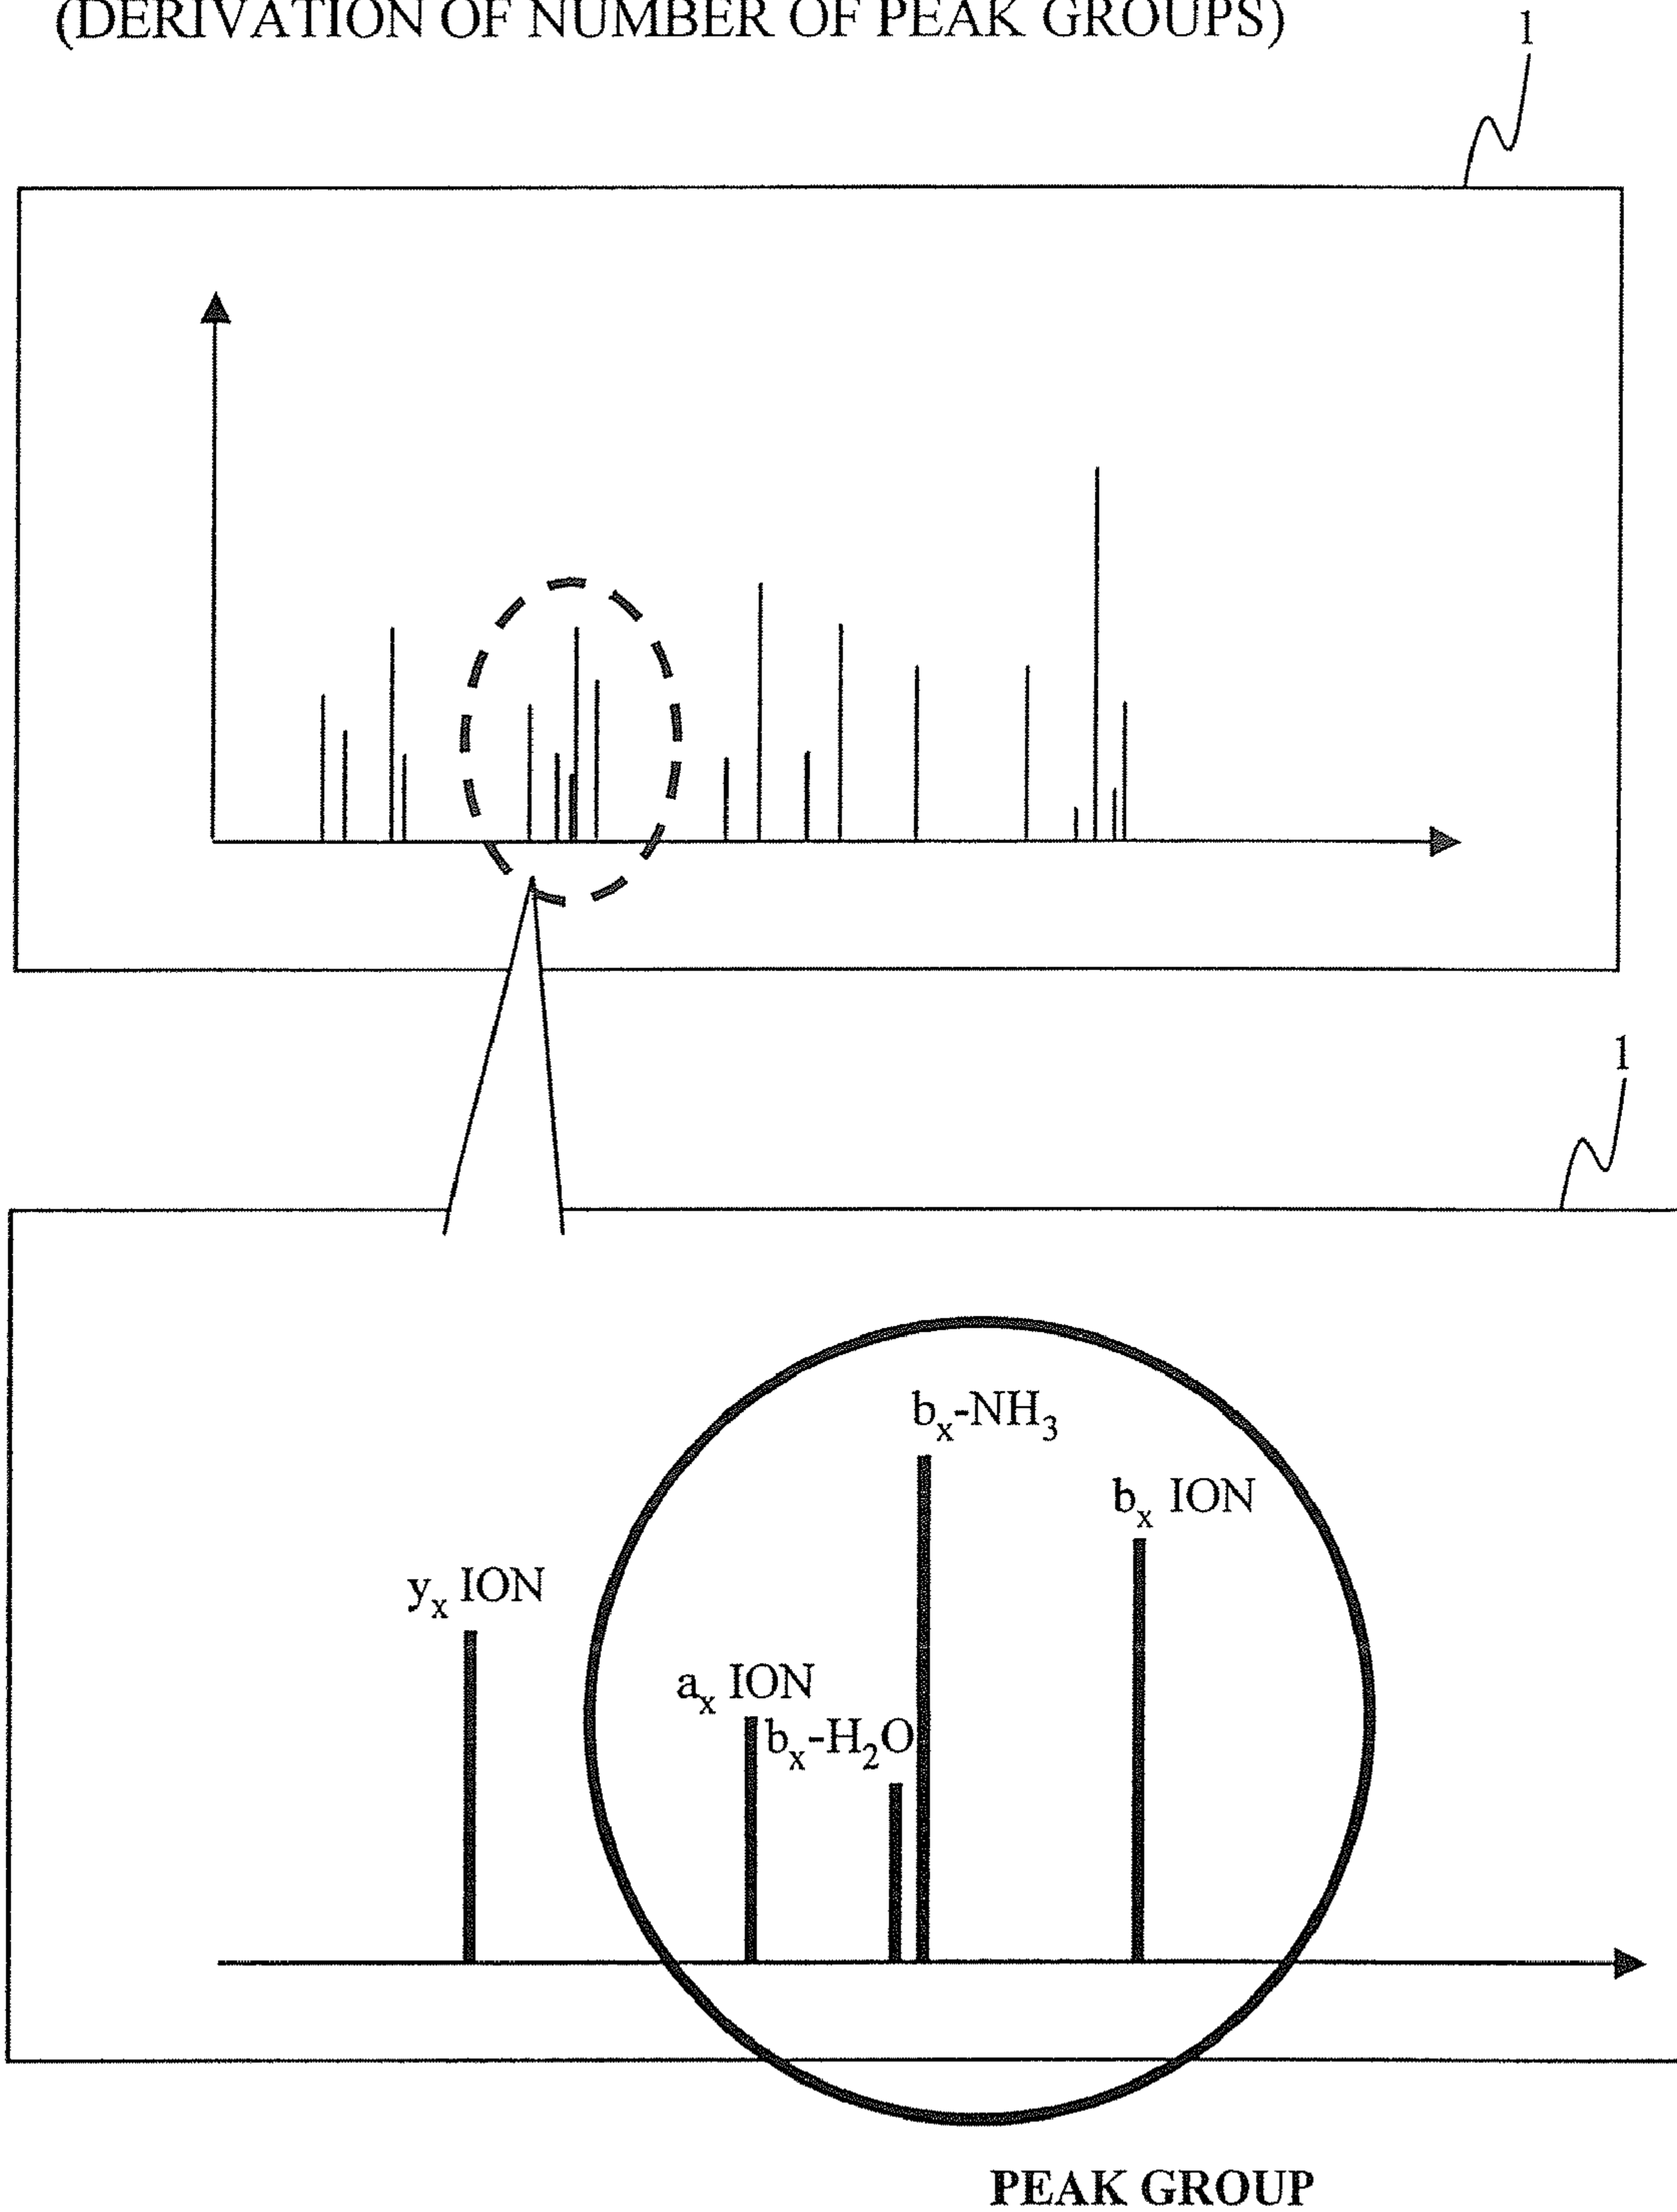 (DERIVATION OF NUMBER OF PEAK GROUPS)
1
1
bₓ-NH₃
bₓ ION
yₓ ION
aₓ ION
bₓ-H₂O
PEAK GROUP